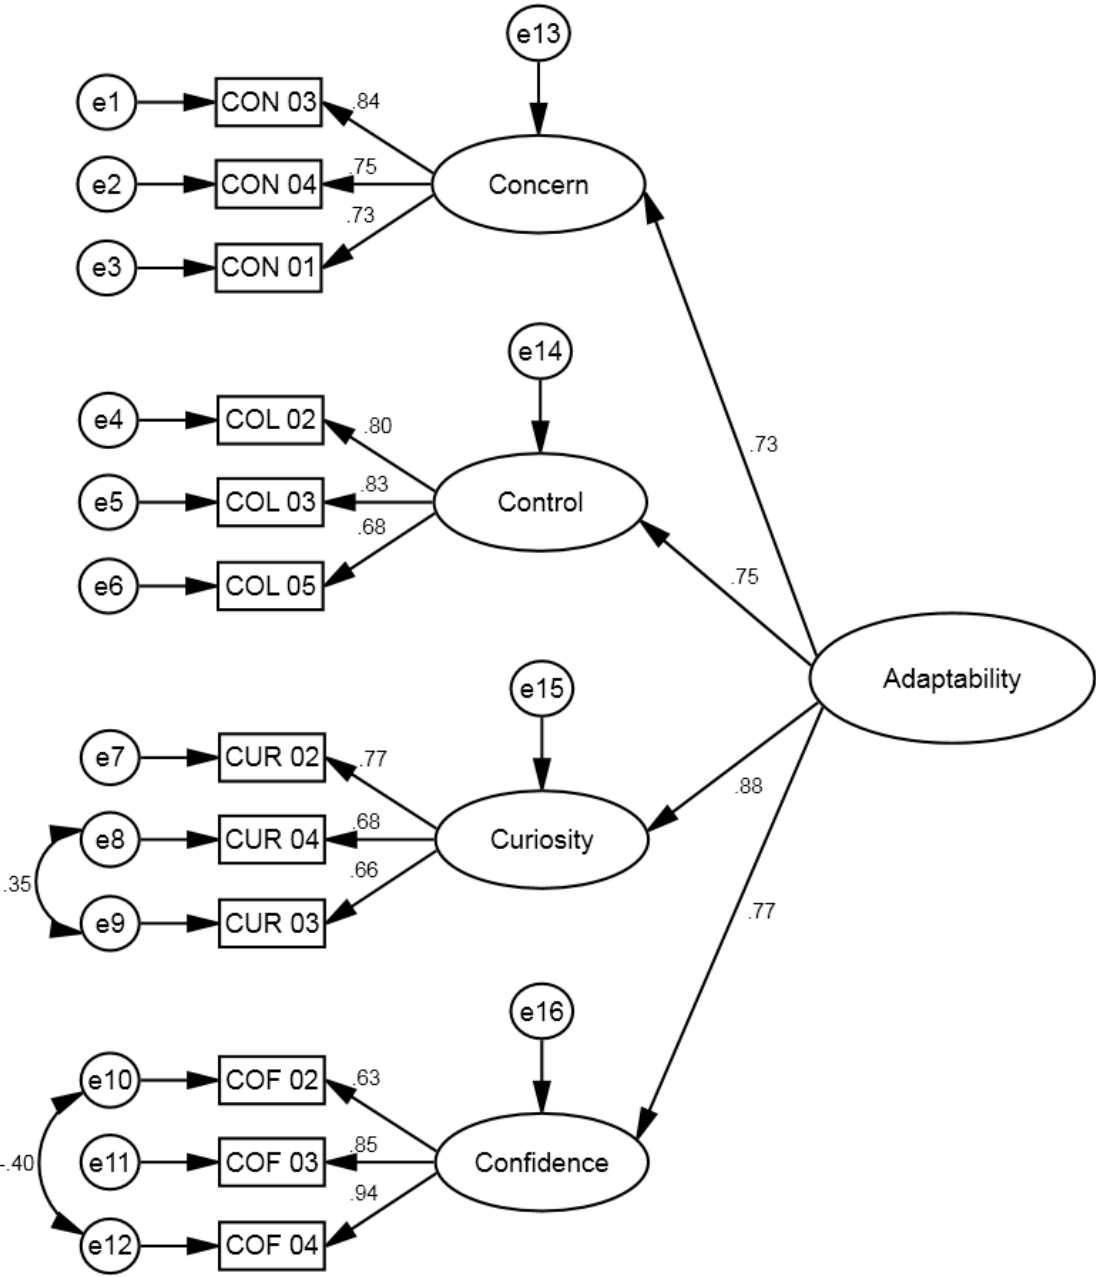 e13
e1
CON 03
.84
e2
CON 04
.75
Concern
.73
e3
CON 01
e14
.73
e4
COL 02
.80
e5
COL 03
.83
Control
.68
.75
e6
COL 05
Adaptability
e15
e7
CUR 02
.77
.88
e8
CUR 04
.68
Curiosity
.35
.66
e9
CUR 03
.77
e16
e10
COF 02
.63
-.40
e11
COF 03
.85
Confidence
.94
e12
COF 04